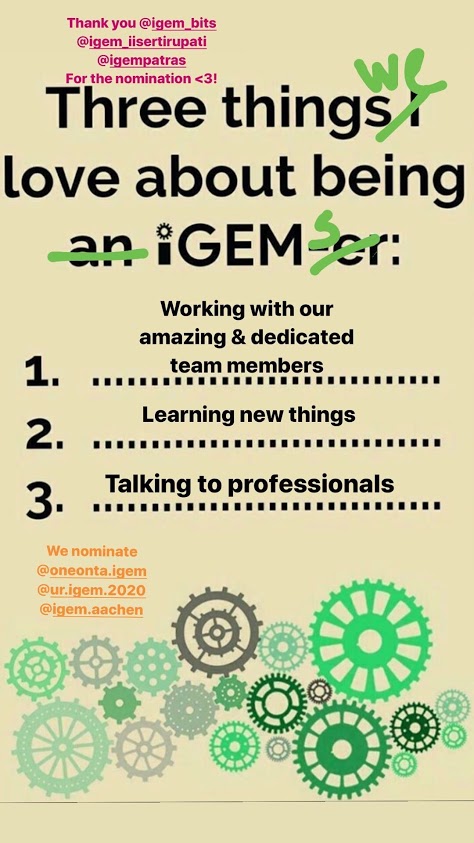 Thank you @igem_bits
@igem_iisertirupati
@igempatras
For the nomination <3!
we
Three things I
love about being
an iGEM-er:
s
1. Working with our
amazing & dedicated
team members
2. Learning new things
3. Talking to professionals
We nominate
@oneonta.igem
@ur.igem.2020
@igem.aachen